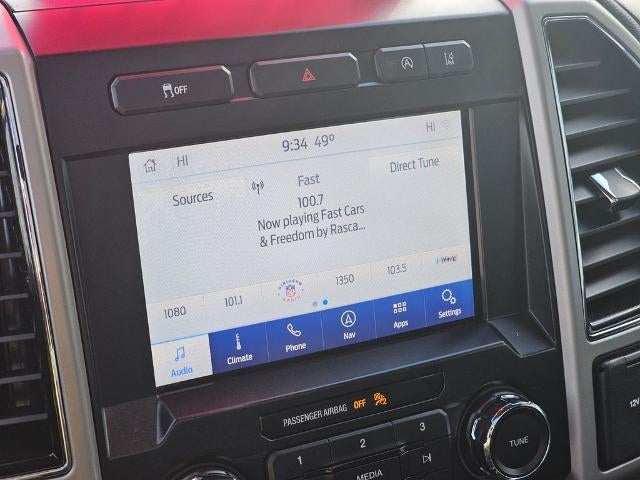 OFF
A
9:34 49°
HI
HI
Sources
Fast
Direct Tune
100.7
Now playing Fast Cars
& Freedom by Rasca...
1080
101.1
1350
103.5
Audio
Climate
Phone
Nav
Apps
Settings
PASSENGER AIRBAG OFF
1
2
3
MEDIA
TUNE
12V